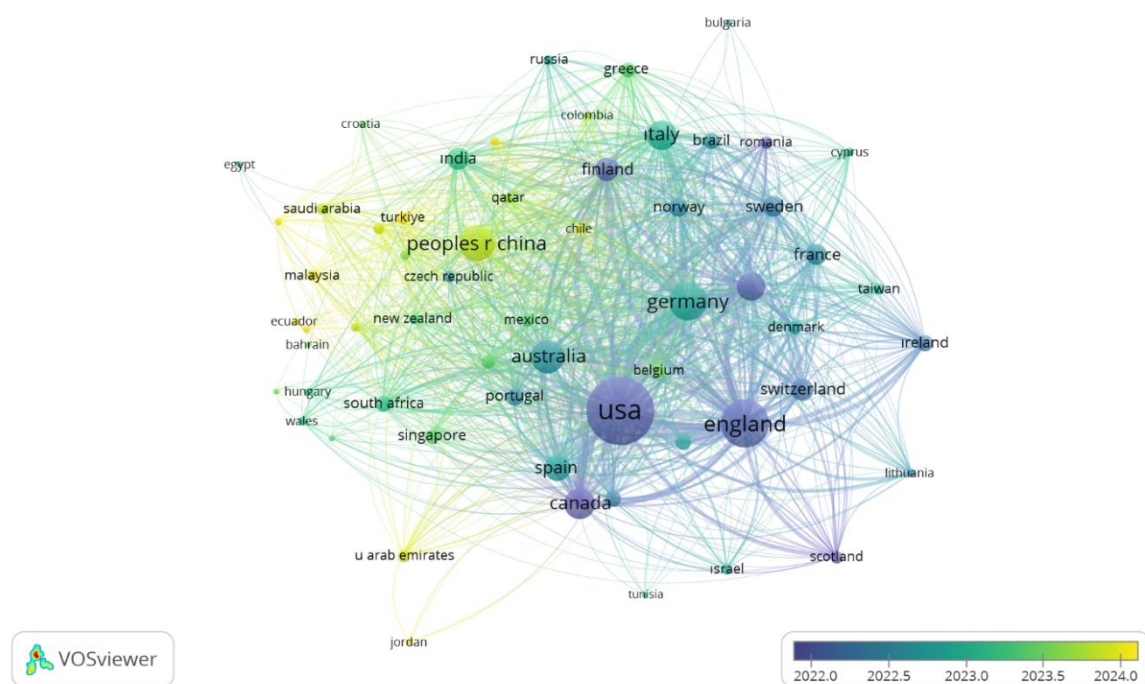 bulgaria
russia
greece
colombia
croatia
italy
brazil
romania
ındia
cyprus
egypt
finland
qatar
saudi arabia
turkiye
norway
sweden
chile
peoples r china
france
malaysia
czech republic
taiwan
germany
ecuador
new zealand
mexico
denmark
bahrain
ıreland
australia
belgium
hungary
switzerland
south africa
portugal
usa
wales
england
singapore
spain
lithuania
canada
u arab emirates
scotland
ısrael
tunisia
jordan
VOSviewer
2022.0 2022.5 2023.0 2023.5 2024.0